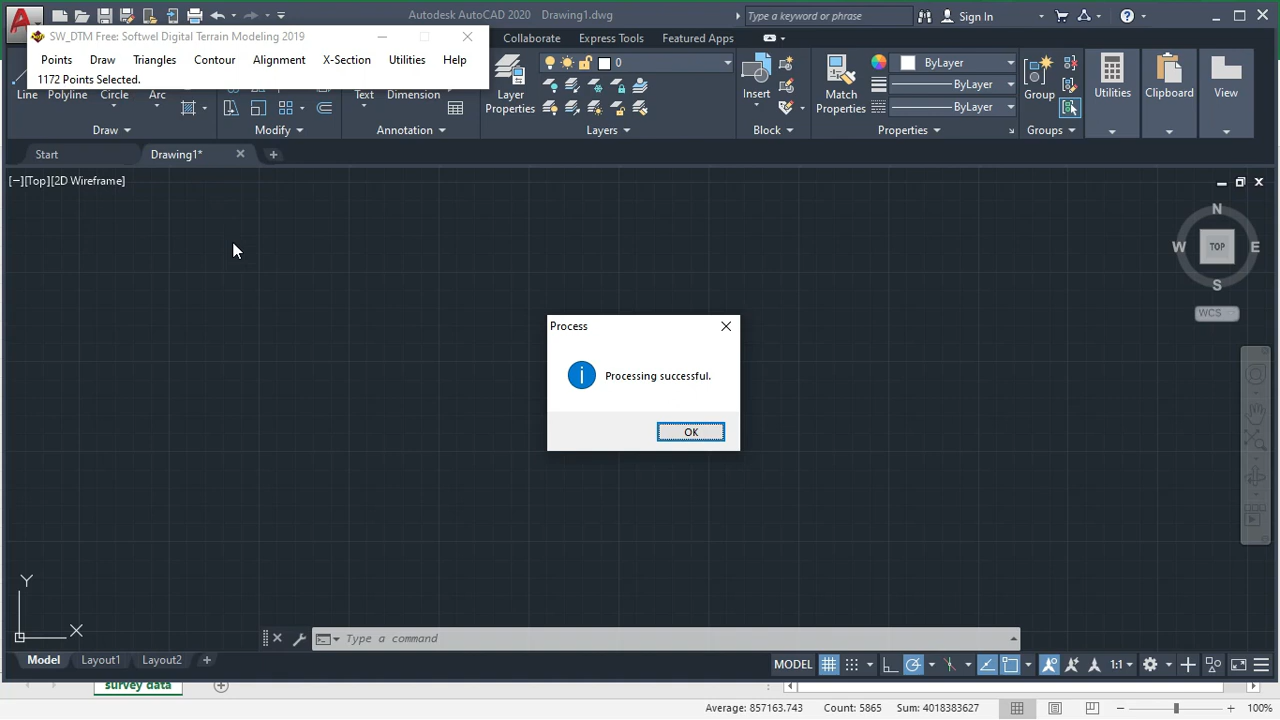 Autodesk AutoCAD 2020 Drawing1.dwg
Type a keyword or phrase
Sign In
SW_DTM Free: Softwel Digital Terrain Modeling 2019
Points Draw Triangles Contour Alignment X-Section Utilities Help
1172 Points Selected.
Collaborate Express Tools Featured Apps
0
ByLayer
ByLayer
ByLayer
Line Polyline Circle Arc
Text Dimension
Layer Properties
Insert
Match Properties
Group
Utilities
Clipboard
View
Draw Modify Annotation Layers Block Properties Groups
Start Drawing1*
[−][Top][2D Wireframe]
N
W TOP E
S
WCS
Process
i Processing successful.
OK
Y
X
Type a command
Model Layout1 Layout2
MODEL 1:1
survey data
Average: 857163.743 Count: 5865 Sum: 4018383627 100%